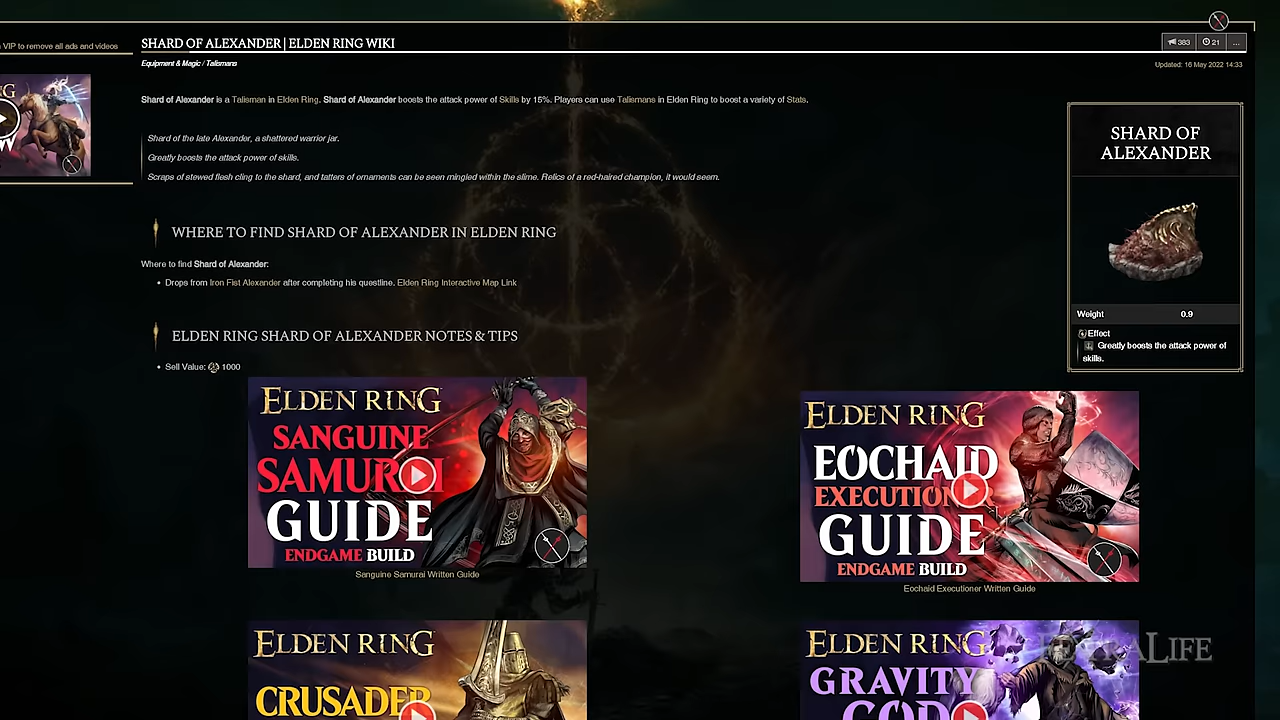 VIP to remove all ads and videos
SHARD OF ALEXANDER | ELDEN RING WIKI
383
21
...
Equipment & Magic / Talismans
Updated: 16 May 2022 14:33
Shard of Alexander is a Talisman in Elden Ring. Shard of Alexander boosts the attack power of Skills by 15%. Players can use Talismans in Elden Ring to boost a variety of Stats.
Shard of the late Alexander, a shattered warrior jar.
Greatly boosts the attack power of skills.
Scraps of stewed flesh cling to the shard, and tatters of ornaments can be seen mingled within the slime. Relics of a red-haired champion, it would seem.
SHARD OF
ALEXANDER
WHERE TO FIND SHARD OF ALEXANDER IN ELDEN RING
Where to find Shard of Alexander:
• Drops from Iron Fist Alexander after completing his questline. Elden Ring Interactive Map Link
Weight 0.9
Effect
Greatly boosts the attack power of
skills.
ELDEN RING SHARD OF ALEXANDER NOTES & TIPS
• Sell Value: 1000
ELDEN RING
SANGUINE
SAMURAI
GUIDE
ENDGAME BUILD
Sanguine Samurai Written Guide
ELDEN RING
EOCHAID
EXECUTIONER
GUIDE
ENDGAME BUILD
Eochaid Executioner Written Guide
ELDEN RING
CRUSADER
ELDEN RING
GRAVITY
GOD
FEXTRALIFE